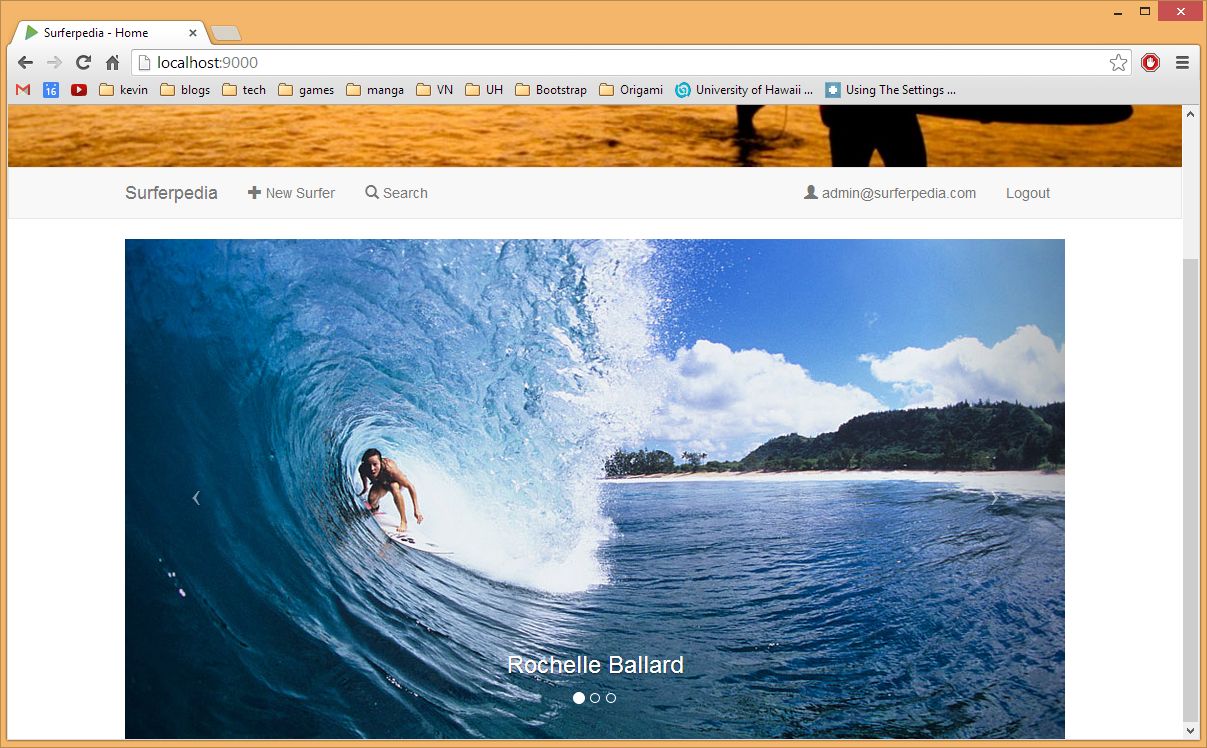 Surferpedia - Home
localhost:9000
16 kevin blogs tech games manga VN UH Bootstrap Origami University of Hawaii ... Using The Settings ...
Surferpedia New Surfer Search admin@surferpedia.com Logout
Rochelle Ballard